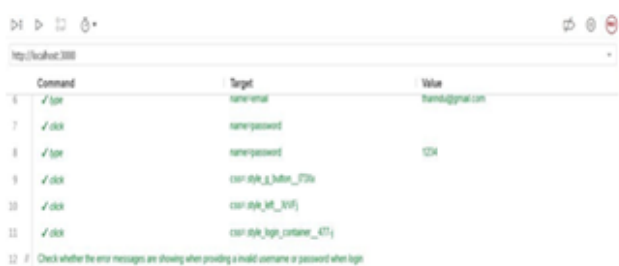 http://localhost:3000
Command Target Value
6 ✓ type name=email
7 ✓ click name=password
8 ✓ type name=password 1234
9 ✓ click
10 ✓ click
11 ✓ click
12 // Check whether the error messages are showing when providing a invalid username or password when login